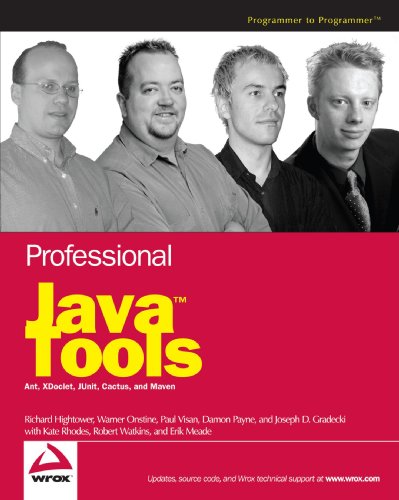 Programmer to Programmer™
Professional
Java™
Tools
Ant, XDoclet, JUnit, Cactus, and Maven
Richard Hightower, Warner Onstine, Paul Visan, Damon Payne, and Joseph D. Gradecki
with Kate Rhodes, Robert Watkins, and Erik Meade
wrox™
Updates, source code, and Wrox technical support at www.wrox.com